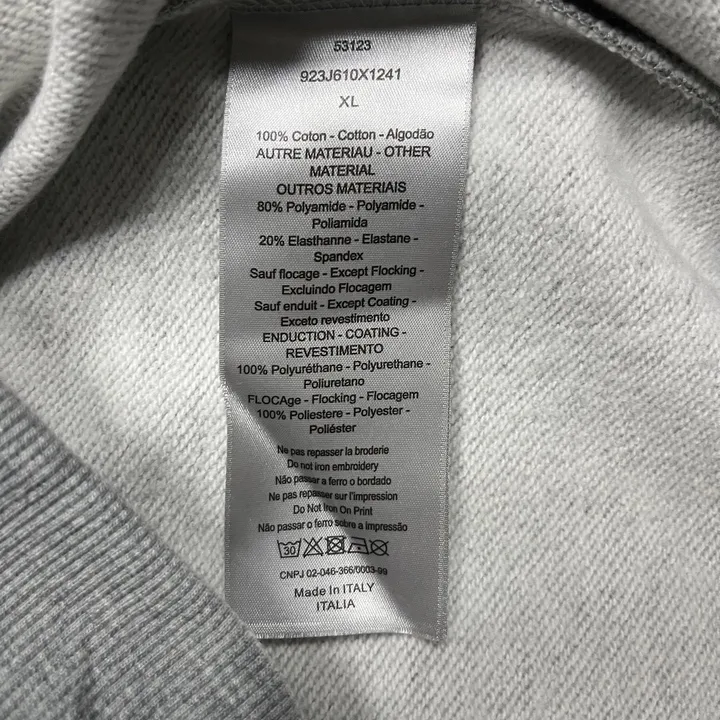 53123
923J610X1241
XL
100% Coton - Cotton - Algodão
AUTRE MATERIAU - OTHER
MATERIAL
OUTROS MATERIAIS
80% Polyamide - Polyamide -
Poliamida
20% Elasthanne - Elastane -
Spandex
Sauf flocage - Except Flocking -
Excluindo Flocagem
Sauf enduit - Except Coating -
Exceto revestimento
ENDUCTION - COATING -
REVESTIMENTO
100% Polyuréthane - Polyurethane -
Poliuretano
FLOCAge - Flocking - Flocagem
100% Poliestere - Polyester -
Poliéster
Ne pas repasser la broderie
Do not iron embroidery
Não passar a ferro o bordado
Ne pas repasser sur l'impression
Do Not Iron On Print
Não passar o ferro sobre a impressão
30
CNPJ 02-046-366/0003-99
Made In ITALY
ITALIA